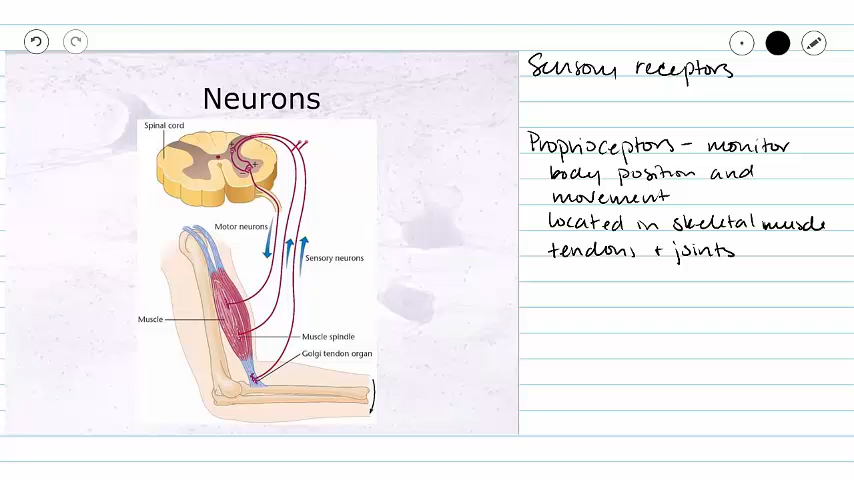 Neurons
Spinal cord
Motor neurons
Sensory neurons
Muscle
Muscle spindle
Golgi tendon organ
Sensory receptors
Proprioceptors - monitor
body position and
movement
located in skeletal muscle
tendons + joints